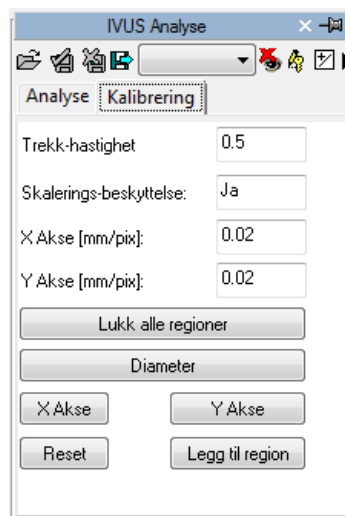 IVUS Analyse
Analyse Kalibrering
Trekk-hastighet 0.5
Skalerings-beskyttelse: Ja
X Akse [mm/pix]: 0.02
Y Akse [mm/pix]: 0.02
Lukk alle regioner
Diameter
X Akse Y Akse
Reset Legg til region